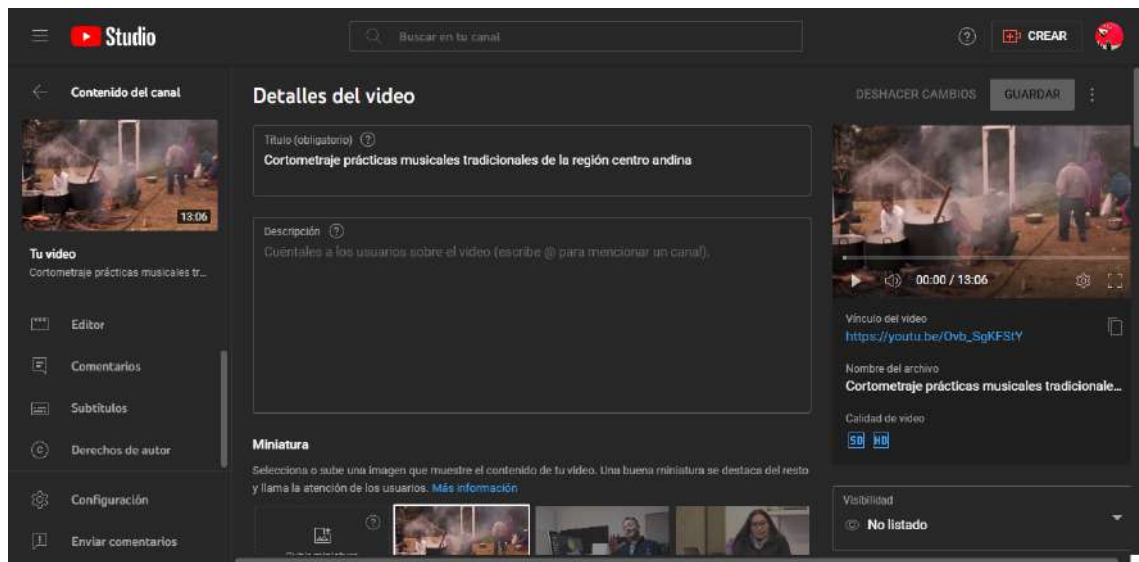 Studio
Buscar en tu canal
CREAR
Contenido del canal
13:06
Tu video
Cortometraje prácticas musicales tr...
Editor
Comentarios
Subtítulos
Derechos de autor
Configuración
Enviar comentarios
Detalles del video
DESHACER CAMBIOS
GUARDAR
Título (obligatorio)
Cortometraje prácticas musicales tradicionales de la región centro andina
Descripción
Cuéntales a los usuarios sobre el video (escribe @ para mencionar un canal).
Miniatura
Selecciona o sube una imagen que muestre el contenido de tu video. Una buena miniatura se destaca del resto
y llama la atención de los usuarios. Más información
00:00 / 13:06
Vínculo del video
https://youtu.be/Ovb_SgKFStY
Nombre del archivo
Cortometraje prácticas musicales tradicionale...
Calidad de video
SD HD
Visibilidad
No listado